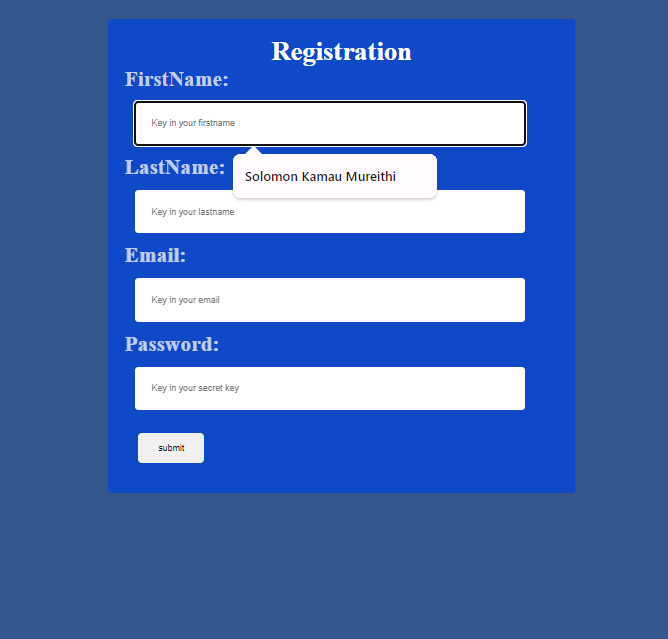 Registration
FirstName:
Key in your firstname
LastName:
Solomon Kamau Mureithi
Key in your lastname
Email:
Key in your email
Password:
Key in your secret key
submit